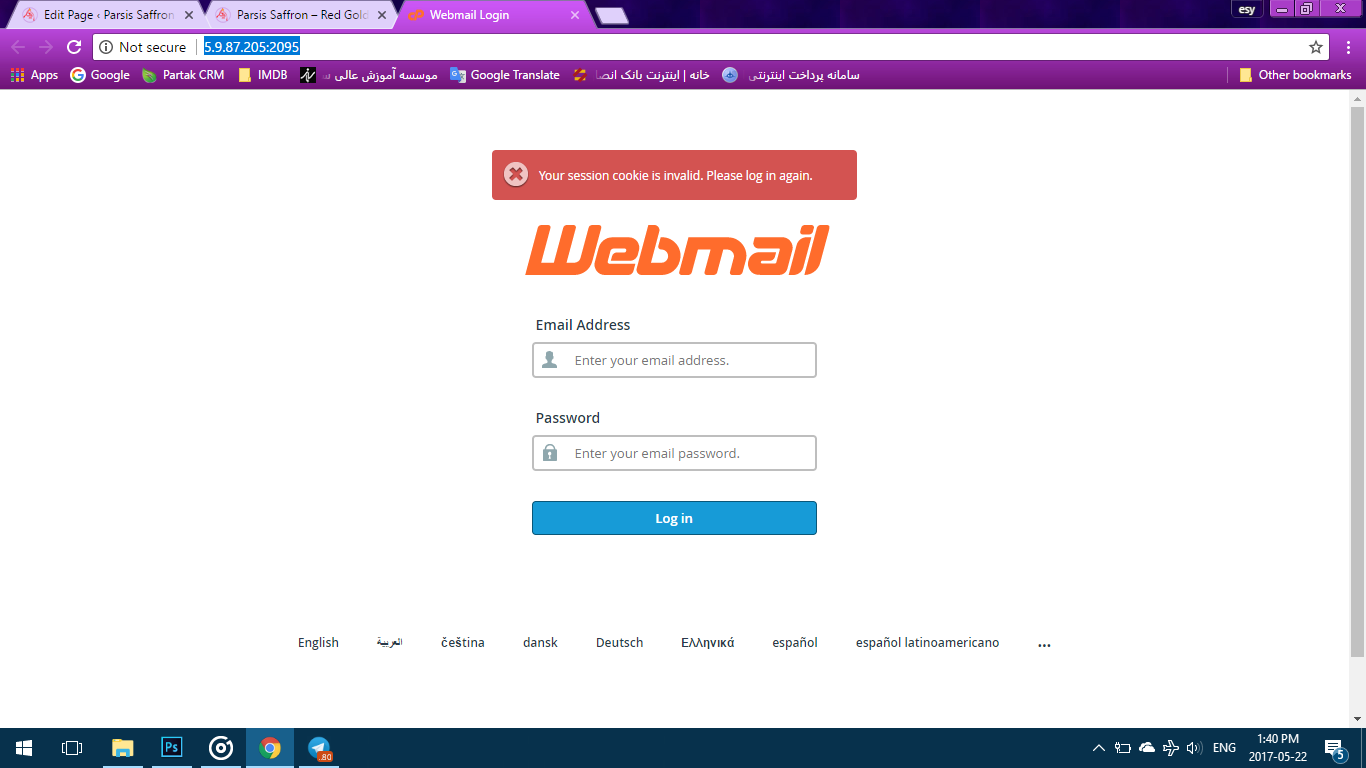 Edit Page ‹ Parsis Saffron
Parsis Saffron – Red Gold
Webmail Login
esy
Not secure
5.9.87.205:2095
Apps
Google
Partak CRM
IMDB
موسسه آموزش عالی
Google Translate
خانه | اینترنت بانک انصا
سامانه پرداخت اینترنتی
Other bookmarks
Your session cookie is invalid. Please log in again.
Webmail
Email Address
Enter your email address.
Password
Enter your email password.
Log in
English
العربية
čeština
dansk
Deutsch
Ελληνικά
español
español latinoamericano
...
Ps
.80
ENG
1:40 PM
2017-05-22
5